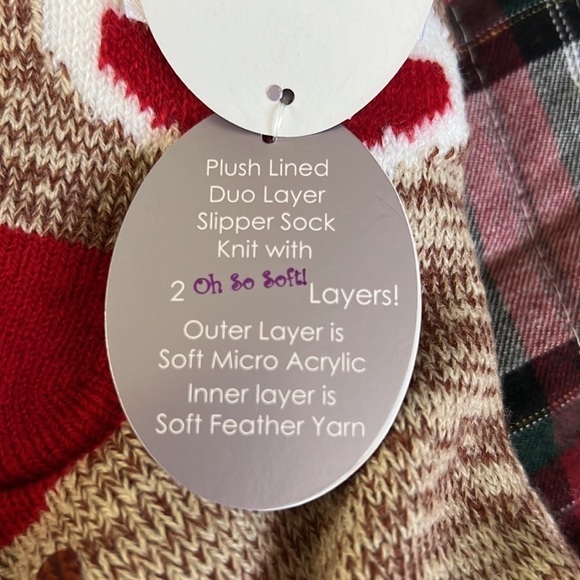 Plush Lined
Duo Layer
Slipper Sock
Knit with
2 Oh So Soft! Layers!
Outer Layer is
Soft Micro Acrylic
Inner layer is
Soft Feather Yarn